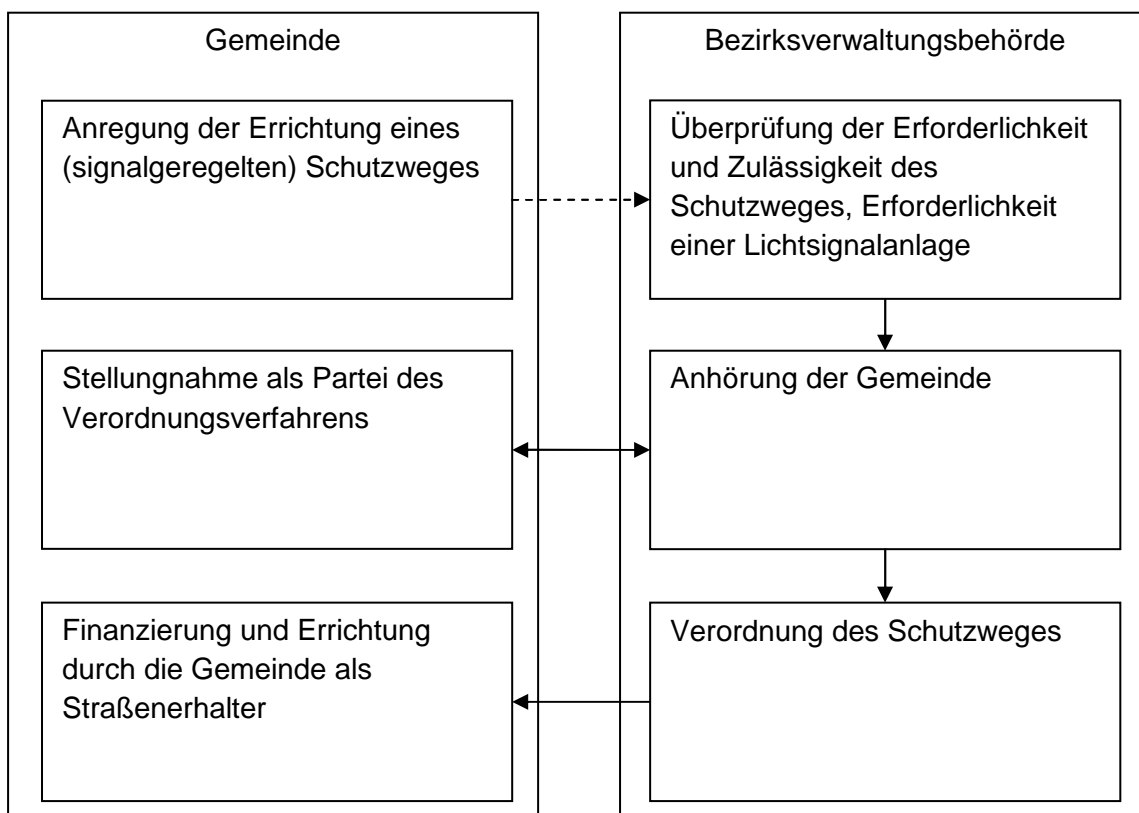 Gemeinde
Bezirksverwaltungsbehörde
Anregung der Errichtung eines
(signalgeregelten) Schutzweges
Überprüfung der Erforderlichkeit
und Zulässigkeit des
Schutzweges, Erforderlichkeit
einer Lichtsignalanlage
Stellungnahme als Partei des
Verordnungsverfahrens
Anhörung der Gemeinde
Finanzierung und Errichtung
durch die Gemeinde als
Straßenerhalter
Verordnung des Schutzweges